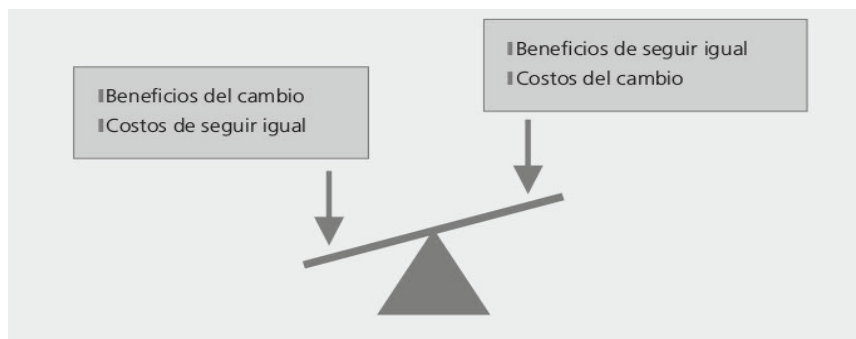 Beneficios del cambio
Costos de seguir igual
Beneficios de seguir igual
Costos del cambio